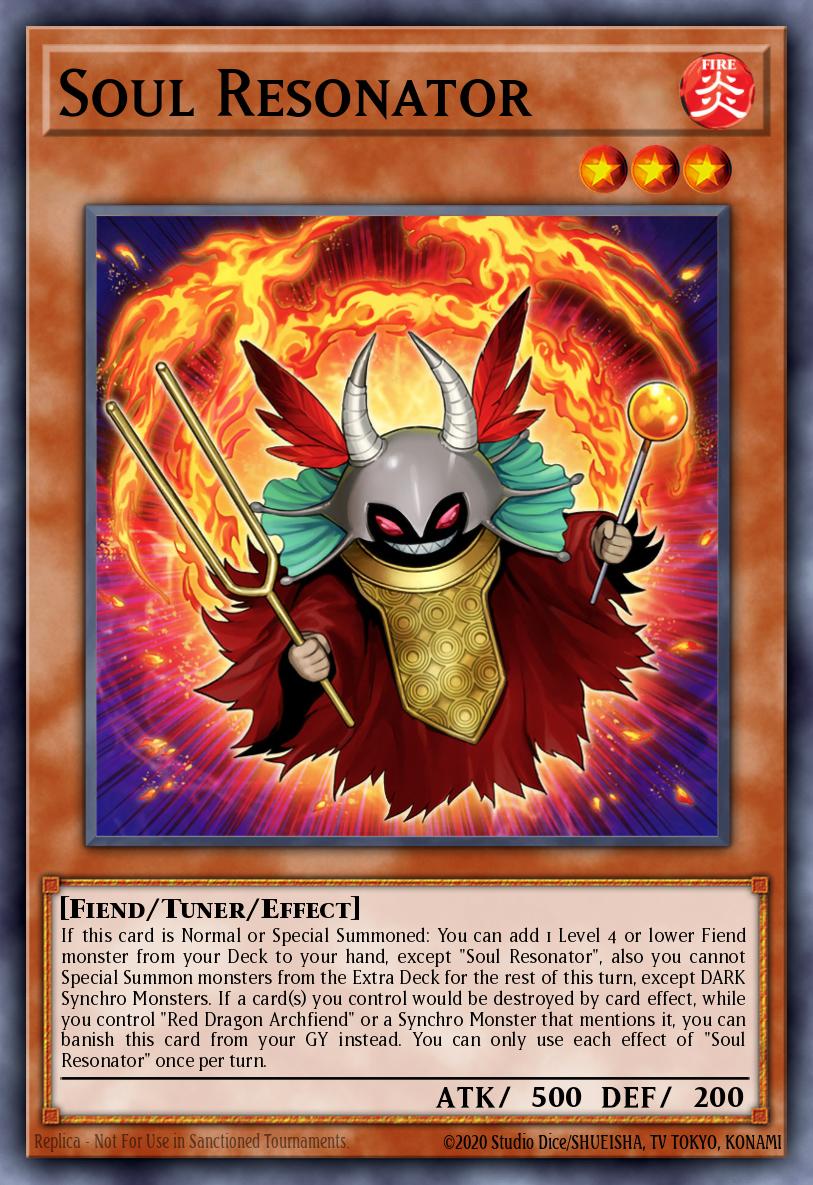 Soul Resonator
FIRE
炎
[Fiend/Tuner/Effect]
If this card is Normal or Special Summoned: You can add 1 Level 4 or lower Fiend
monster from your Deck to your hand, except "Soul Resonator", also you cannot
Special Summon monsters from the Extra Deck for the rest of this turn, except DARK
Synchro Monsters. If a card(s) you control would be destroyed by card effect, while
you control "Red Dragon Archfiend" or a Synchro Monster that mentions it, you can
banish this card from your GY instead. You can only use each effect of "Soul
Resonator" once per turn.
ATK/ 500 DEF/ 200
Replica - Not For Use in Sanctioned Tournaments.
©2020 Studio Dice/SHUEISHA, TV TOKYO, KONAMI